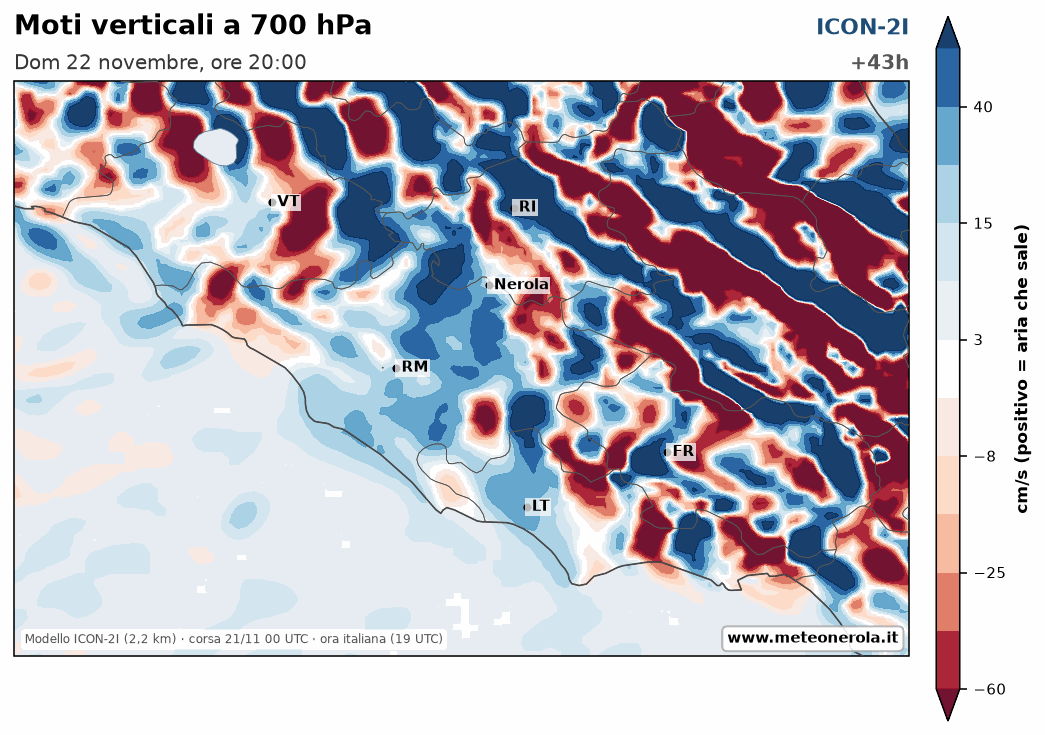 Moti verticali a 700 hPa
ICON-2I
Dom 22 novembre, ore 20:00
+43h
VT
RI
Nerola
RM
FR
LT
40
15
3
−8
−25
−60
cm/s (positivo = aria che sale)
Modello ICON-2I (2,2 km) · corsa 21/11 00 UTC · ora italiana (19 UTC)
www.meteonerola.it